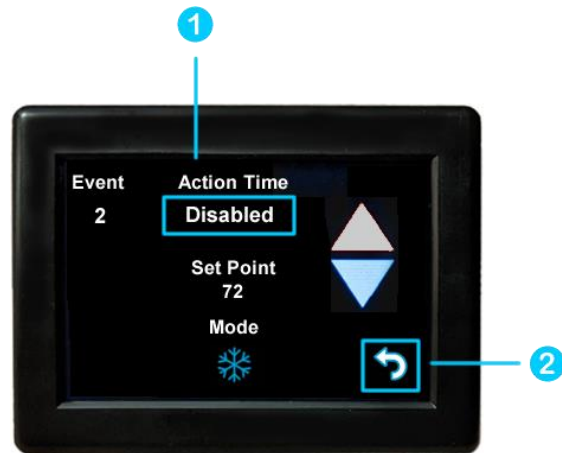 1
Event
Action Time
2
Disabled
Set Point
72
Mode
2